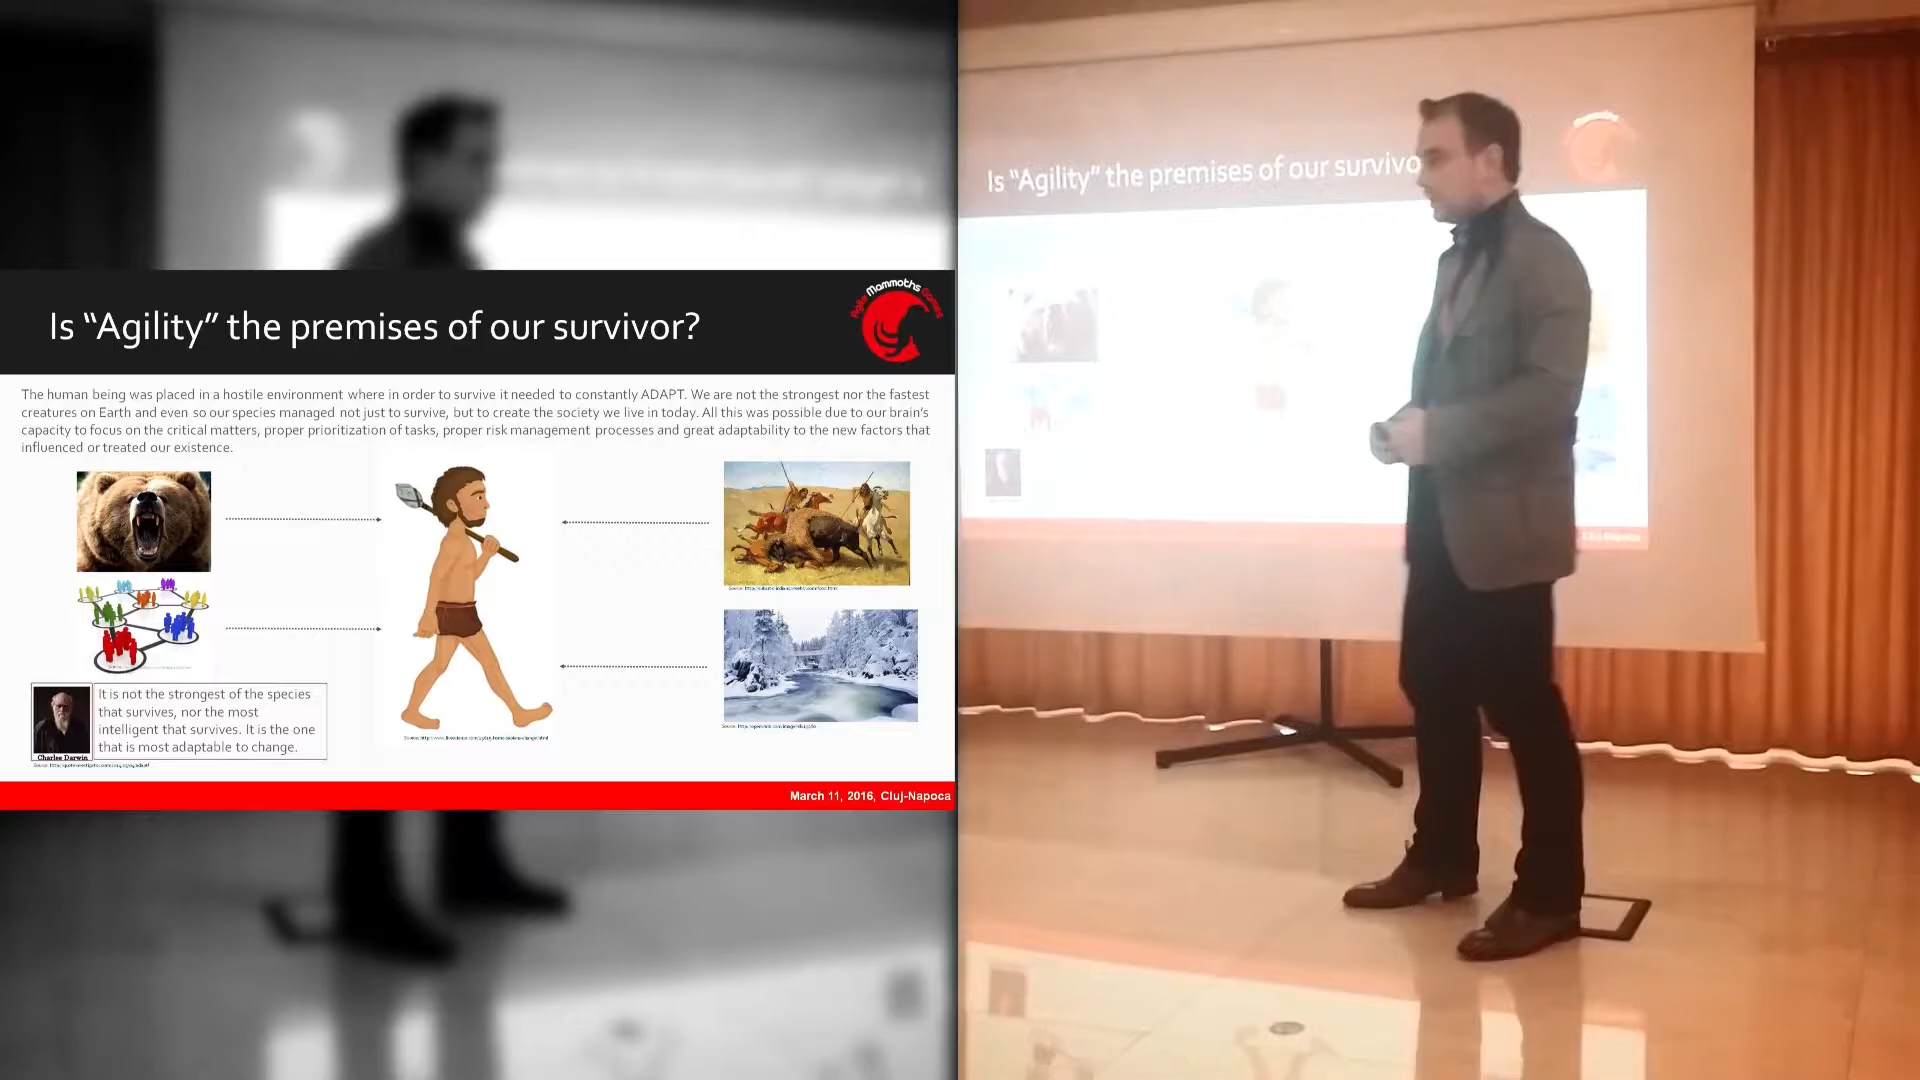 Is “Agility” the premises of our survivor?
Agile Mammoths Games
The human being was placed in a hostile environment where in order to survive it needed to constantly ADAPT. We are not the strongest nor the fastest
creatures on Earth and even so our species managed not just to survive, but to create the society we live in today. All this was possible due to our brain’s
capacity to focus on the critical matters, proper prioritization of tasks, proper risk management processes and great adaptability to the new factors that
influenced or treated our existence.
It is not the strongest of the species
that survives, nor the most
intelligent that survives. It is the one
that is most adaptable to change.
Charles Darwin
March 11, 2016, Cluj-Napoca
Is “Agility” the premises of our survivo
Cluj-Napoca